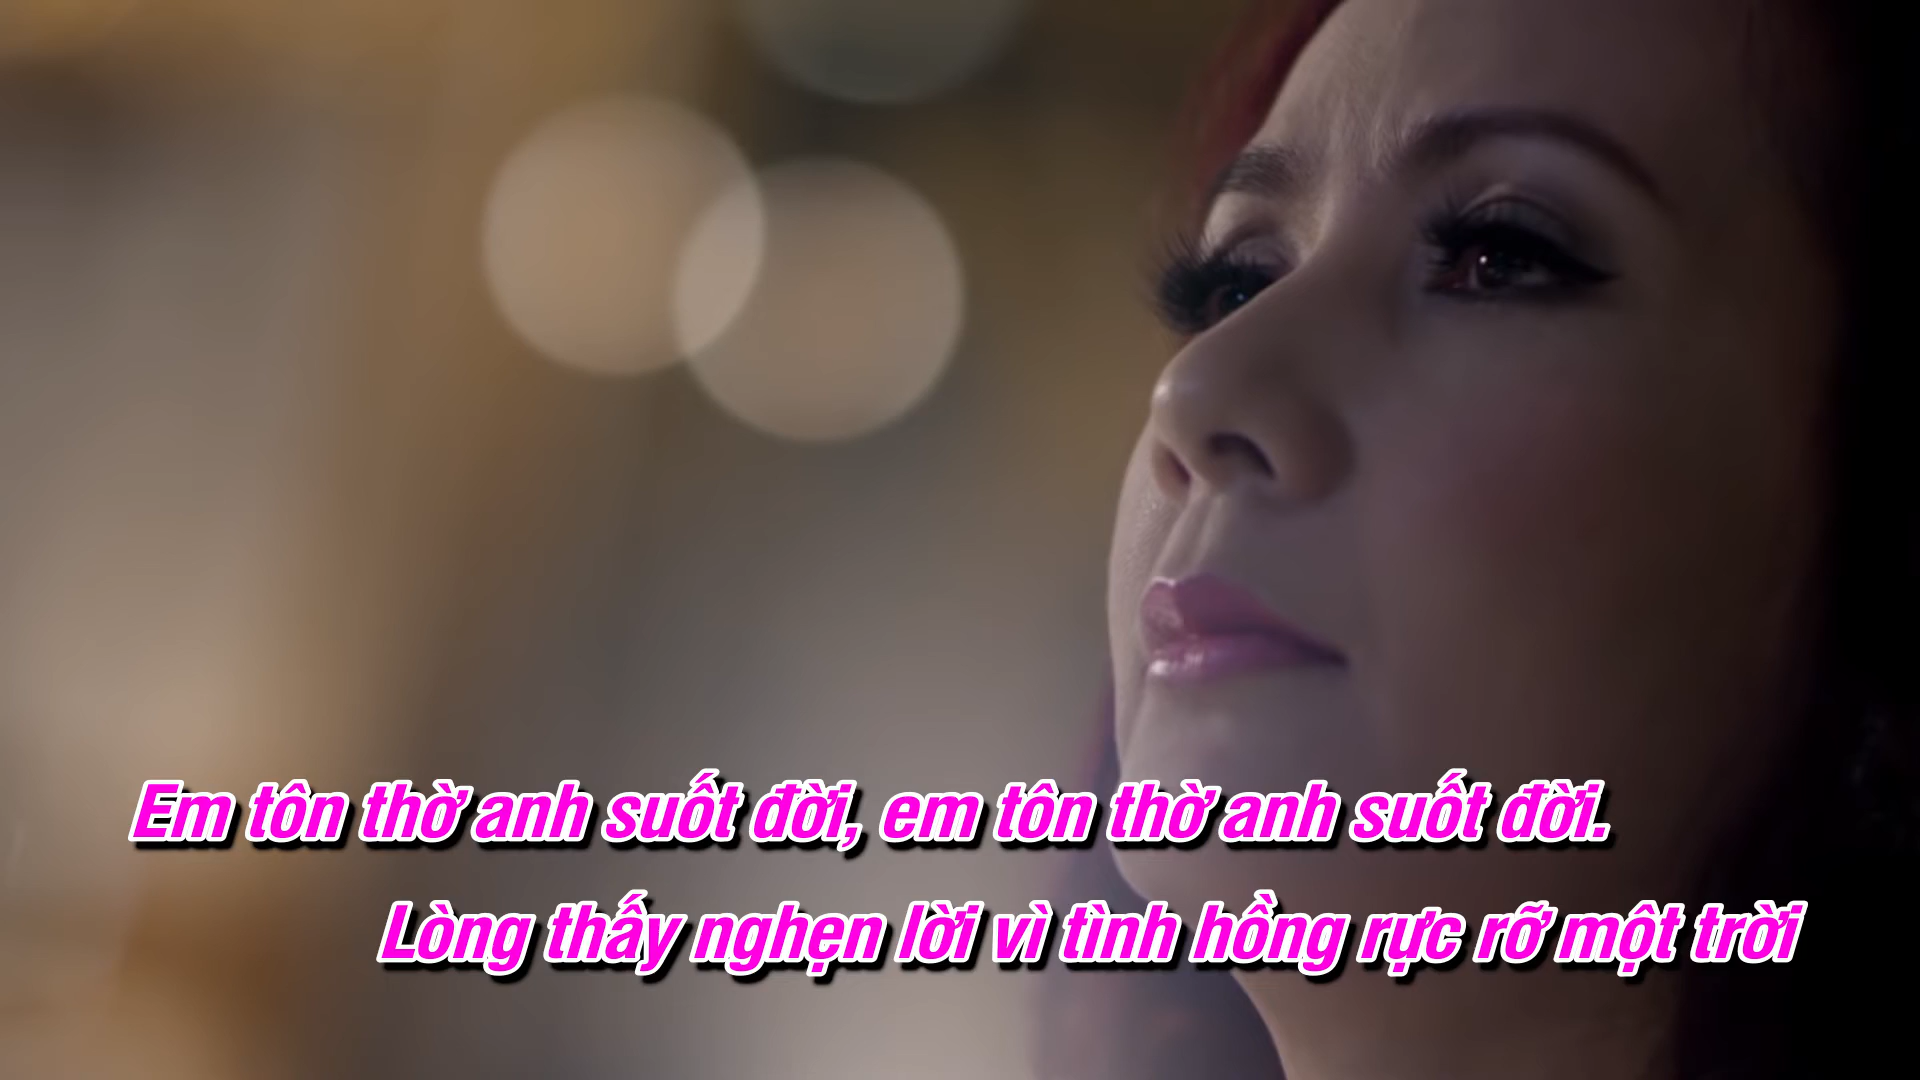 Em tôn thờ anh suốt đời, em tôn thờ anh suốt đời.
Lòng thấy nghẹn lời vì tình hồng rực rỡ một trời